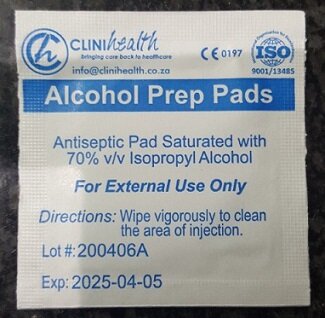 CLINIhealth
bringing care back to healthcare
info@clinihealth.co.za
CE 0197
ISO
9001/13485
Alcohol Prep Pads
Antiseptic Pad Saturated with
70% v/v Isopropyl Alcohol
For External Use Only
Directions: Wipe vigorously to clean
the area of injection.
Lot #: 200406A
Exp: 2025-04-05